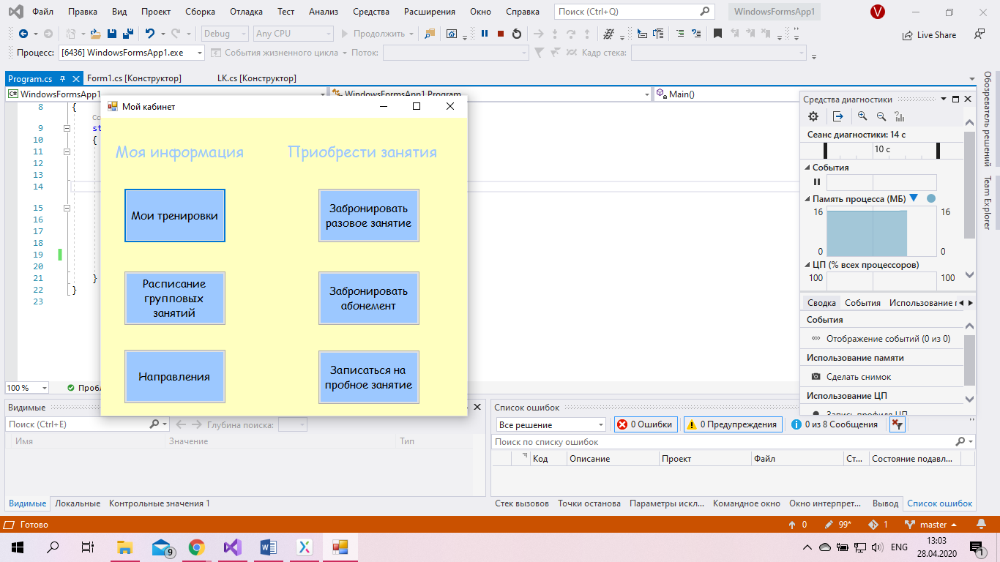 Файл Правка Вид Проект Сборка Отладка Тест Анализ Средства Расширения Окно Справка Поиск (Ctrl+Q) WindowsFormsApp1 V
Debug Any CPU Продолжить Live Share
Процесс: [6436] WindowsFormsApp1.exe События жизненного цикла Поток: Кадр стека:
Program.cs Form1.cs [Конструктор] LK.cs [Конструктор]
C# WindowsFormsApp1 WindowsFormsApp1.Program Main()
8 {
9 st
10 {
11
12
13
14
15
16
17
18
19
20
21 }
22 }
23
100 %
Мой кабинет
Моя информация Приобрести занятия
Мои тренировки
Забронировать
разовое занятие
Расписание
групповых
занятий
Забронировать
абонемент
Направления
Записаться на
пробное занятие
Средства диагностики
Сеанс диагностики: 14 с
10 с
События
Память процесса (МБ)
16 16
0 0
ЦП (% всех процессоров)
100 100
Сводка События Использование
События
Отображение событий (0 из 0)
Использование памяти
Сделать снимок
Использование ЦП
Запись профиля ЦП
Обозреватель решений
Team Explorer
Видимые
Поиск (Ctrl+E) Глубина поиска:
Имя Значение Тип
Видимые Локальные Контрольные значения 1
Список ошибок
Все решение 0 Ошибки 0 Предупреждения 0 из 8 Сообщения
Поиск по списку ошибок
Код Описание Проект Файл Ст... Состояние подавл...
Стек вызовов Точки останова Параметры искл... Командное окно Окно интерпрет... Вывод Список ошибок
Готово 0 99* 1 master
9 W X ENG 13:03
28.04.2020 1